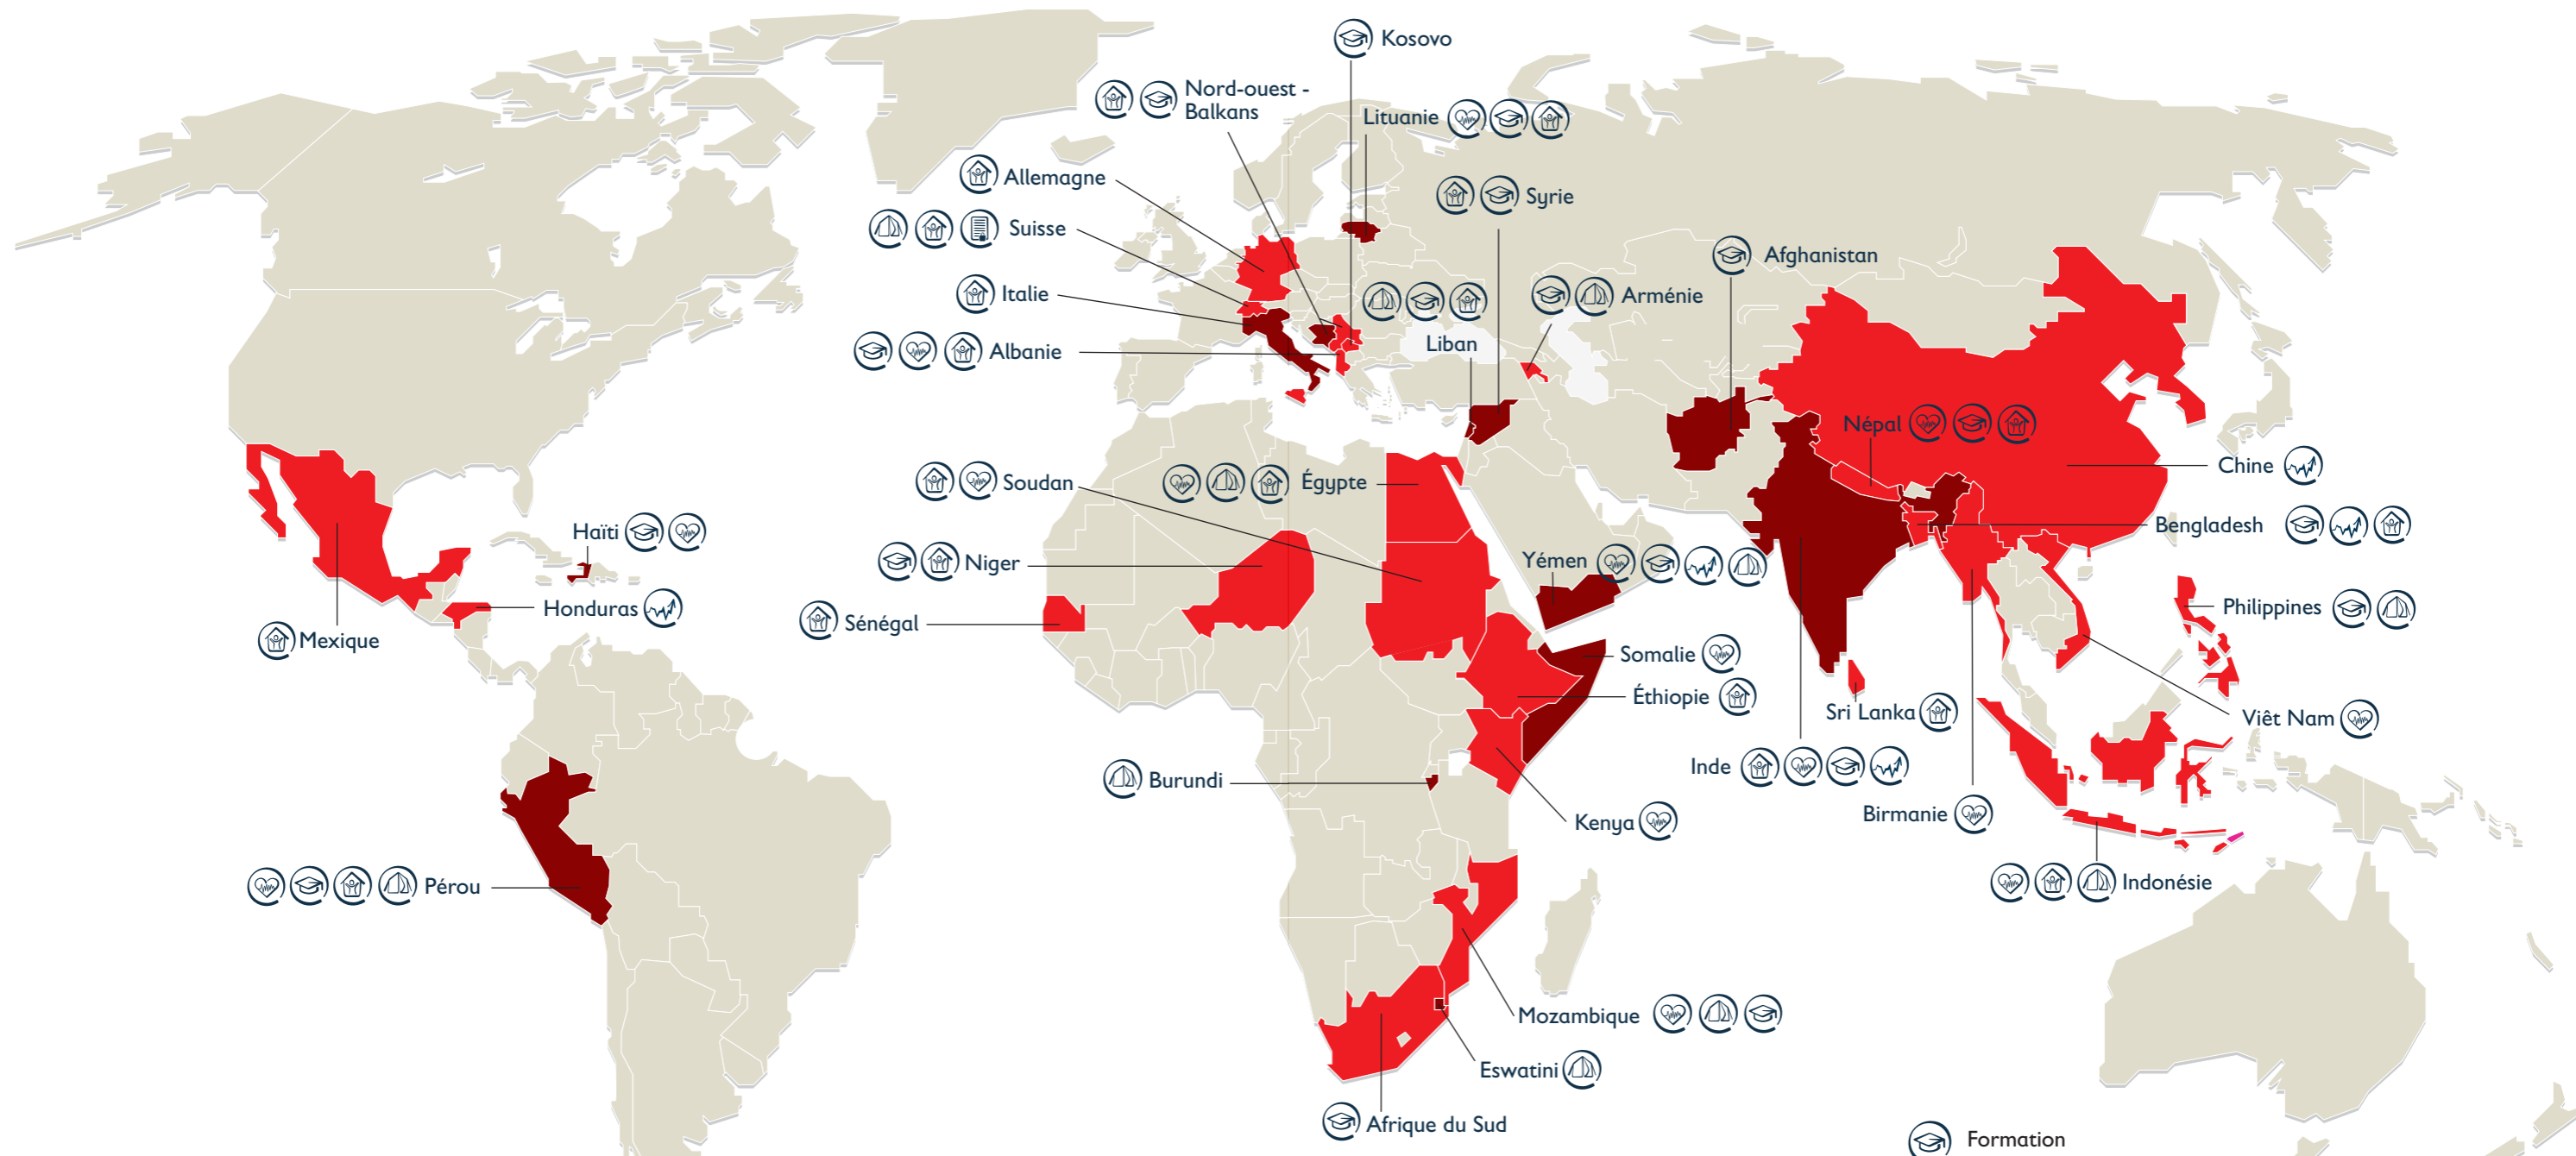 Kosovo
Nord-ouest -
Balkans
Lituanie
Allemagne
Syrie
Suisse
Afghanistan
Italie
Arménie
Liban
Albanie
Népal
Chine
Soudan
Égypte
Bengladesh
Haïti
Niger
Yémen
Honduras
Philippines
Sénégal
Mexique
Somalie
Éthiopie
Sri Lanka
Viêt Nam
Inde
Burundi
Birmanie
Kenya
Pérou
Indonésie
Mozambique
Eswatini
Afrique du Sud
Formation